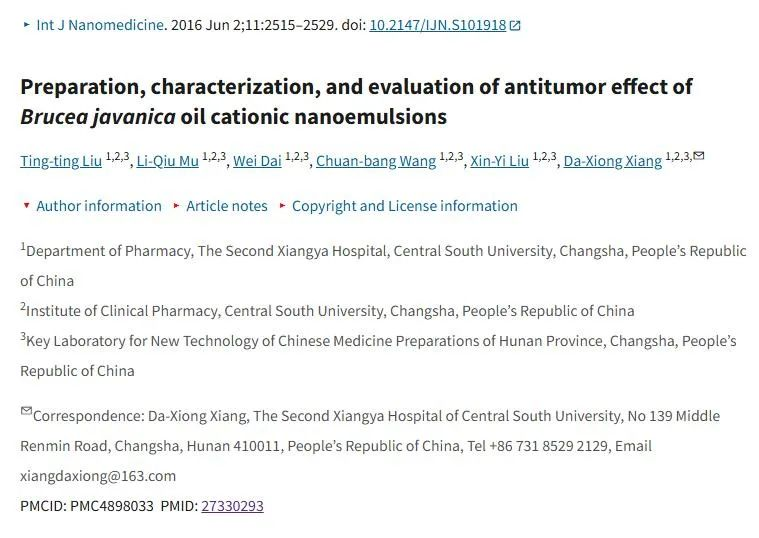 Int J Nanomedicine. 2016 Jun 2;11:2515–2529. doi: 10.2147/IJN.S101918
Preparation, characterization, and evaluation of antitumor effect of
Brucea javanica oil cationic nanoemulsions
Ting-ting Liu 1,2,3, Li-Qiu Mu 1,2,3, Wei Dai 1,2,3, Chuan-bang Wang 1,2,3, Xin-Yi Liu 1,2,3, Da-Xiong Xiang 1,2,3,✉
Author information Article notes Copyright and License information
1Department of Pharmacy, The Second Xiangya Hospital, Central South University, Changsha, People’s Republic
of China
2Institute of Clinical Pharmacy, Central South University, Changsha, People’s Republic of China
3Key Laboratory for New Technology of Chinese Medicine Preparations of Hunan Province, Changsha, People’s
Republic of China
✉Correspondence: Da-Xiong Xiang, The Second Xiangya Hospital of Central South University, No 139 Middle
Renmin Road, Changsha, Hunan 410011, People’s Republic of China, Tel +86 731 8529 2129, Email
xiangdaxiong@163.com
PMCID: PMC4898033 PMID: 27330293